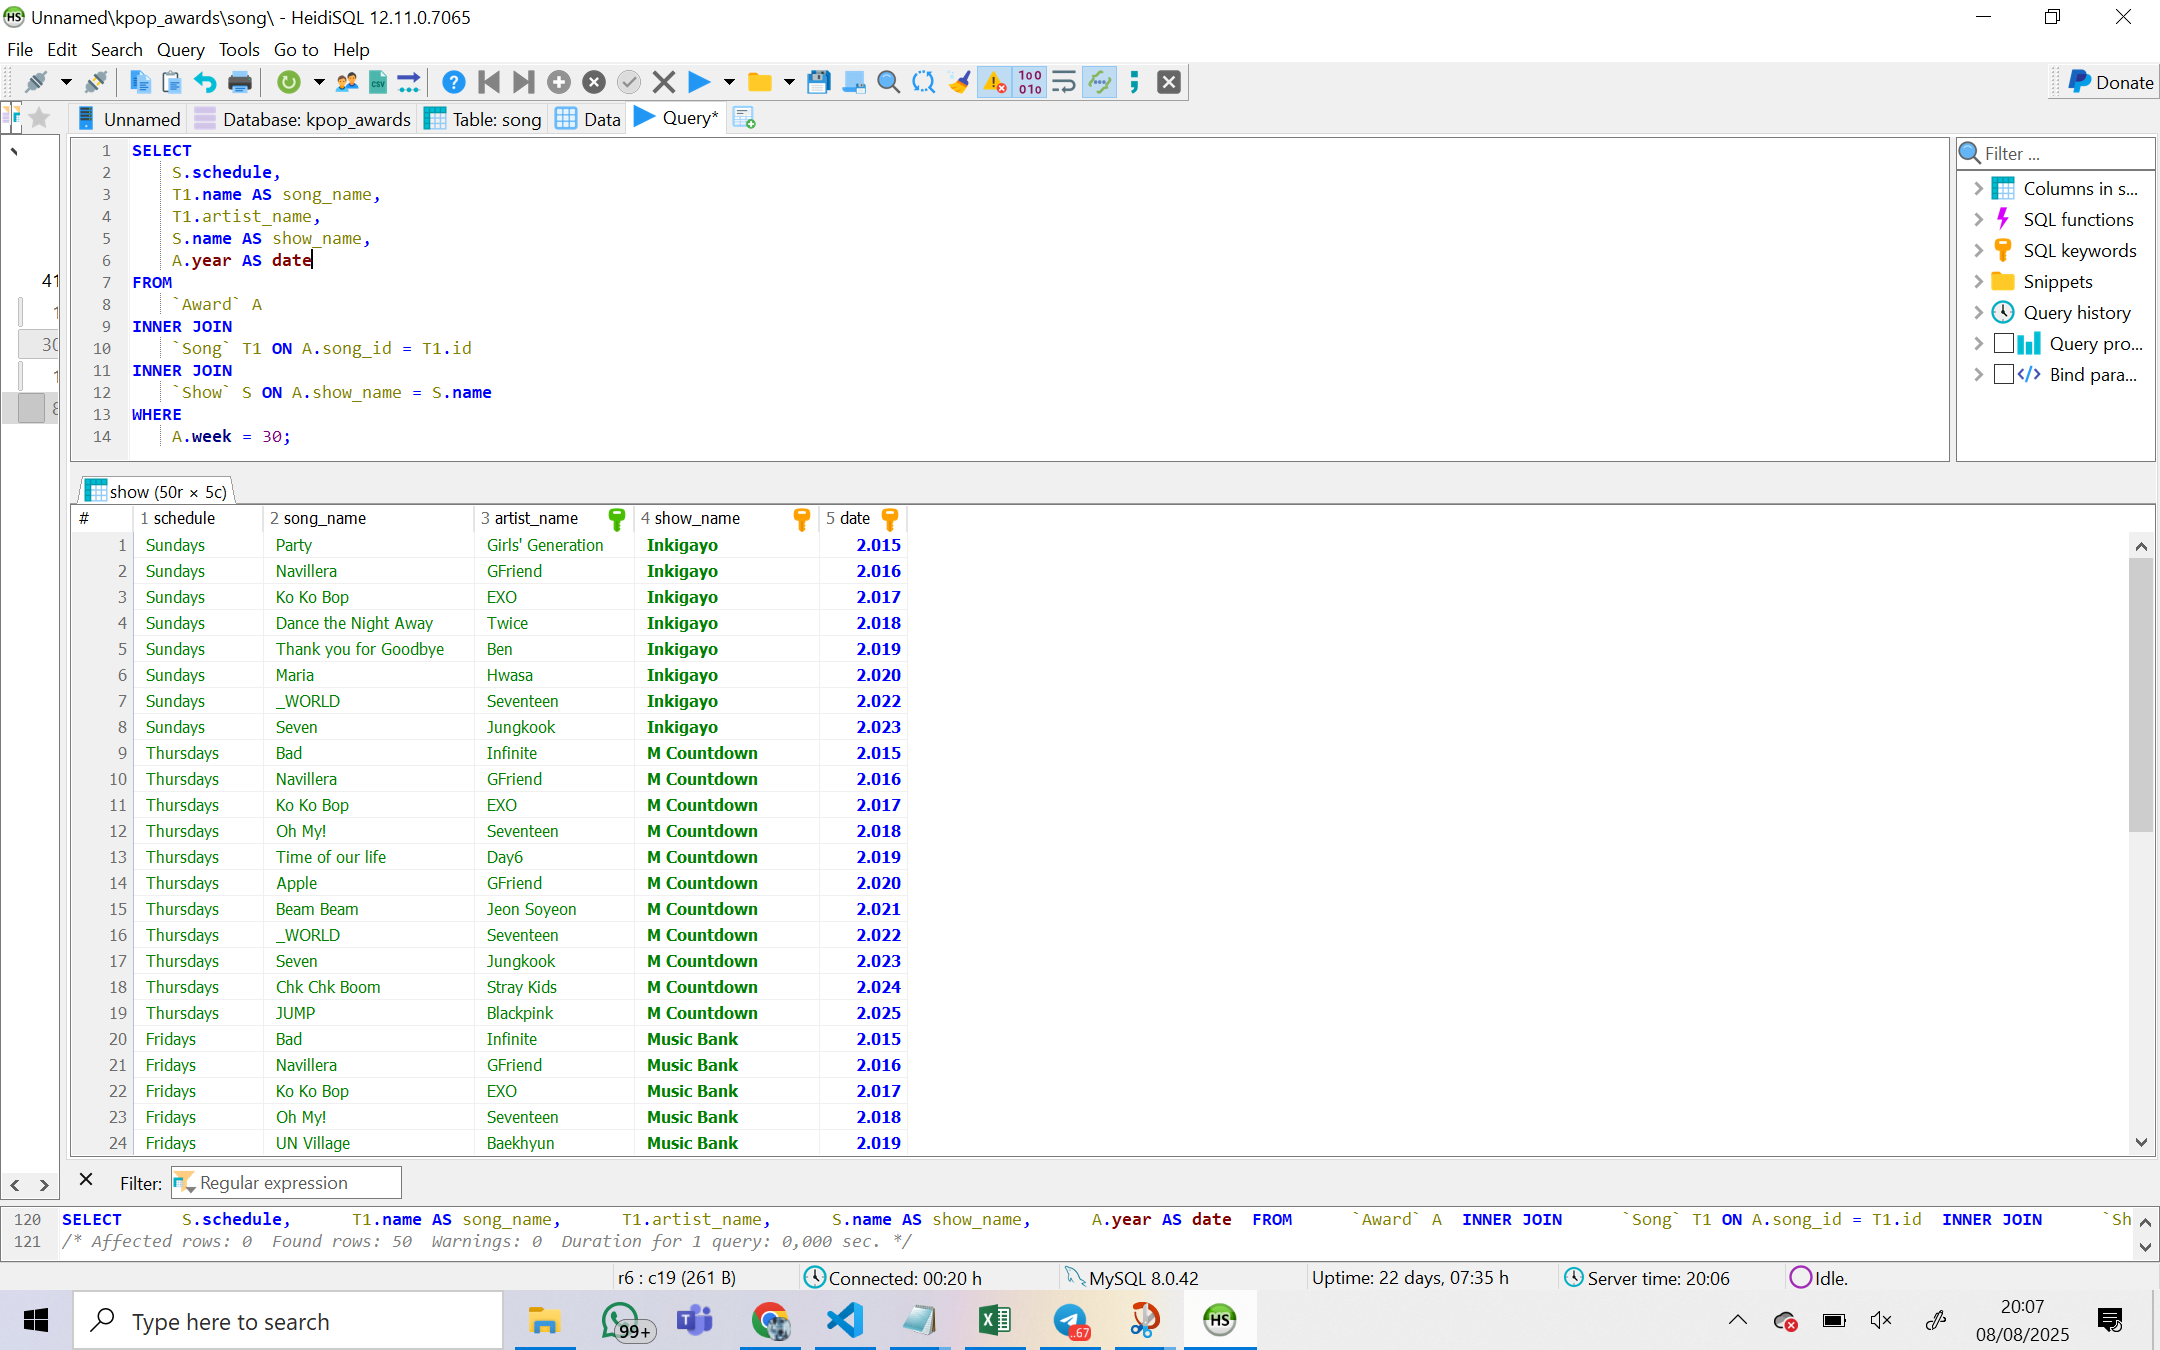 Unnamed\kpop_awards\song\ - HeidiSQL 12.11.0.7065
File Edit Search Query Tools Go to Help
Donate
Unnamed Database: kpop_awards Table: song Data Query*
1 SELECT
2 S.schedule,
3 T1.name AS song_name,
4 T1.artist_name,
5 S.name AS show_name,
6 A.year AS date
7 FROM
8 `Award` A
9 INNER JOIN
10 `Song` T1 ON A.song_id = T1.id
11 INNER JOIN
12 `Show` S ON A.show_name = S.name
13 WHERE
14 A.week = 30;
Filter ...
Columns in s...
SQL functions
SQL keywords
Snippets
Query history
Query pro...
Bind para...
41
1
30
1
8
show (50r × 5c)
# 1 schedule 2 song_name 3 artist_name 4 show_name 5 date
1 Sundays Party Girls' Generation Inkigayo 2.015
2 Sundays Navillera GFriend Inkigayo 2.016
3 Sundays Ko Ko Bop EXO Inkigayo 2.017
4 Sundays Dance the Night Away Twice Inkigayo 2.018
5 Sundays Thank you for Goodbye Ben Inkigayo 2.019
6 Sundays Maria Hwasa Inkigayo 2.020
7 Sundays _WORLD Seventeen Inkigayo 2.022
8 Sundays Seven Jungkook Inkigayo 2.023
9 Thursdays Bad Infinite M Countdown 2.015
10 Thursdays Navillera GFriend M Countdown 2.016
11 Thursdays Ko Ko Bop EXO M Countdown 2.017
12 Thursdays Oh My! Seventeen M Countdown 2.018
13 Thursdays Time of our life Day6 M Countdown 2.019
14 Thursdays Apple GFriend M Countdown 2.020
15 Thursdays Beam Beam Jeon Soyeon M Countdown 2.021
16 Thursdays _WORLD Seventeen M Countdown 2.022
17 Thursdays Seven Jungkook M Countdown 2.023
18 Thursdays Chk Chk Boom Stray Kids M Countdown 2.024
19 Thursdays JUMP Blackpink M Countdown 2.025
20 Fridays Bad Infinite Music Bank 2.015
21 Fridays Navillera GFriend Music Bank 2.016
22 Fridays Ko Ko Bop EXO Music Bank 2.017
23 Fridays Oh My! Seventeen Music Bank 2.018
24 Fridays UN Village Baekhyun Music Bank 2.019
Filter: Regular expression
120 SELECT S.schedule, T1.name AS song_name, T1.artist_name, S.name AS show_name, A.year AS date FROM `Award` A INNER JOIN `Song` T1 ON A.song_id = T1.id INNER JOIN `Sh
121 /* Affected rows: 0 Found rows: 50 Warnings: 0 Duration for 1 query: 0,000 sec. */
r6 : c19 (261 B) Connected: 00:20 h MySQL 8.0.42 Uptime: 22 days, 07:35 h Server time: 20:06 Idle.
Type here to search
99+
..67
HS
20:07
08/08/2025